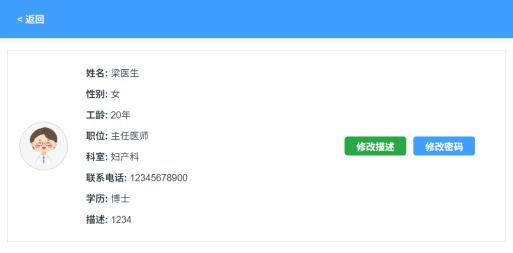 < 返回
姓名: 梁医生
性别: 女
工龄: 20年
职位: 主任医师
科室: 妇产科
联系电话: 12345678900
学历: 博士
描述: 1234
修改描述
修改密码